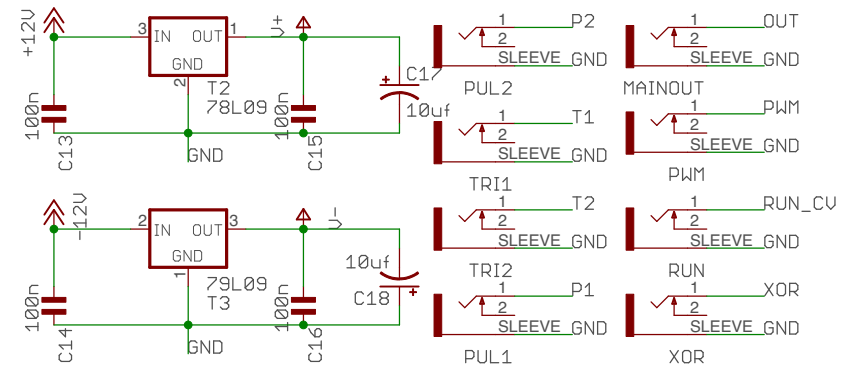 +12V
3 IN OUT 1
GND
2
T2
78L09
V+
C17
10uf
100n
C13
100n
C15
GND
1 P2
2
SLEEVE GND
PUL2
1 OUT
2
SLEEVE GND
MAINOUT
1 T1
2
SLEEVE GND
TRI1
1 PWM
2
SLEEVE GND
PWM
-12V
2 IN OUT 3
GND
1
79L09
T3
V-
10uf
C18
100n
C14
100n
C16
GND
1 T2
2
SLEEVE GND
TRI2
1 RUN_CV
2
SLEEVE GND
RUN
1 P1
2
SLEEVE GND
PUL1
1 XOR
2
SLEEVE GND
XOR